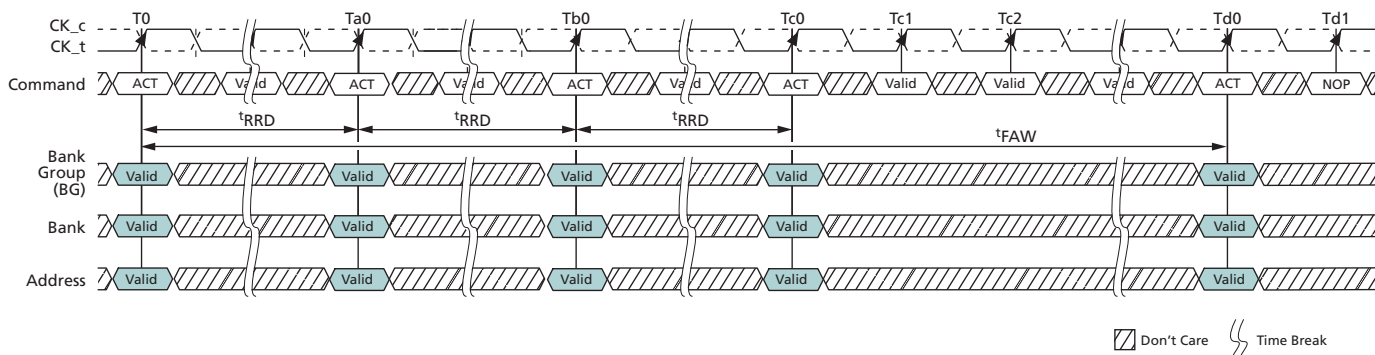 T0 Ta0 Tb0 Tc0 Tc1 Tc2 Td0 Td1
CK_c
CK_t
Command ACT Valid ACT Valid ACT Valid ACT Valid Valid Valid ACT NOP
tRRD tRRD tRRD
tFAW
Bank
Group
(BG) Valid Valid Valid Valid Valid
Bank Valid Valid Valid Valid Valid
Address Valid Valid Valid Valid Valid
Don't Care Time Break